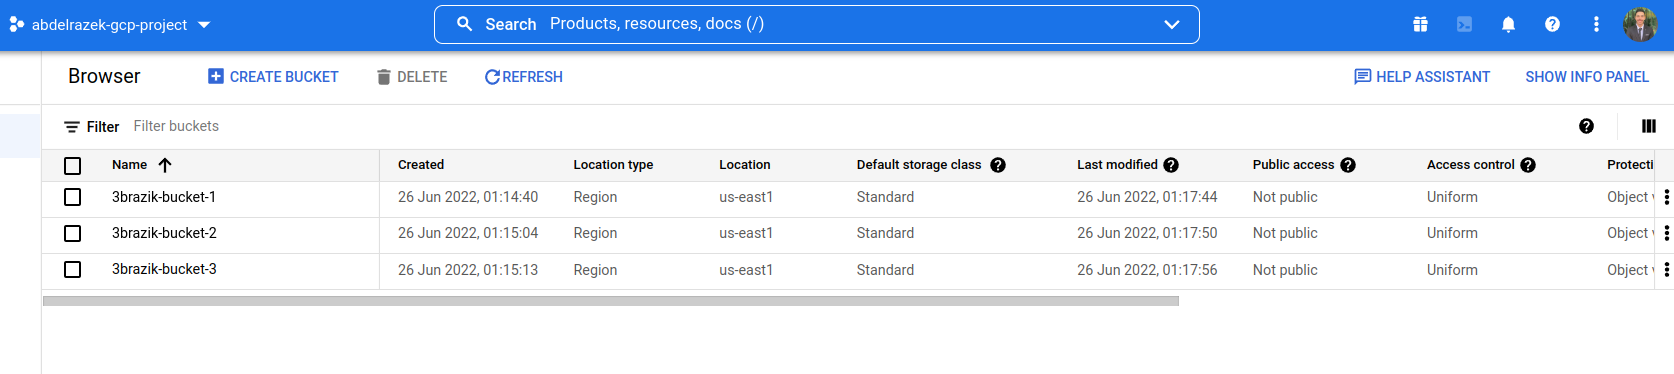 abdelrazek-gcp-project Search Products, resources, docs (/)
Browser CREATE BUCKET DELETE REFRESH HELP ASSISTANT SHOW INFO PANEL
Filter Filter buckets
Name Created Location type Location Default storage class Last modified Public access Access control Protecti
3brazik-bucket-1 26 Jun 2022, 01:14:40 Region us-east1 Standard 26 Jun 2022, 01:17:44 Not public Uniform Object v
3brazik-bucket-2 26 Jun 2022, 01:15:04 Region us-east1 Standard 26 Jun 2022, 01:17:50 Not public Uniform Object v
3brazik-bucket-3 26 Jun 2022, 01:15:13 Region us-east1 Standard 26 Jun 2022, 01:17:56 Not public Uniform Object v